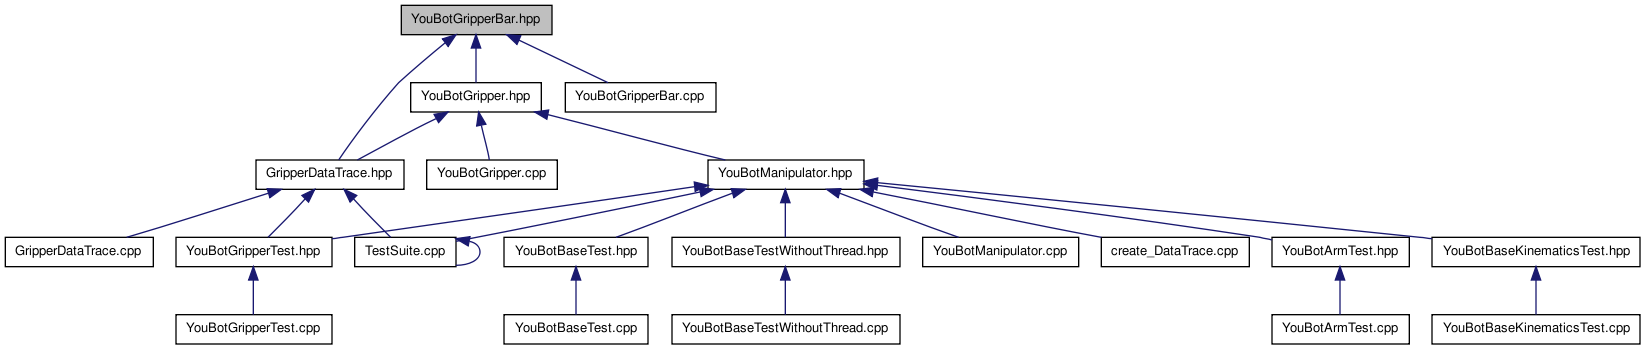 YouBotGripperBar.hpp
YouBotGripper.hpp
YouBotGripperBar.cpp
GripperDataTrace.hpp
YouBotGripper.cpp
YouBotManipulator.hpp
GripperDataTrace.cpp
YouBotGripperTest.hpp
TestSuite.cpp
YouBotBaseTest.hpp
YouBotBaseTestWithoutThread.hpp
YouBotManipulator.cpp
create_DataTrace.cpp
YouBotArmTest.hpp
YouBotBaseKinematicsTest.hpp
YouBotGripperTest.cpp
YouBotBaseTest.cpp
YouBotBaseTestWithoutThread.cpp
YouBotArmTest.cpp
YouBotBaseKinematicsTest.cpp